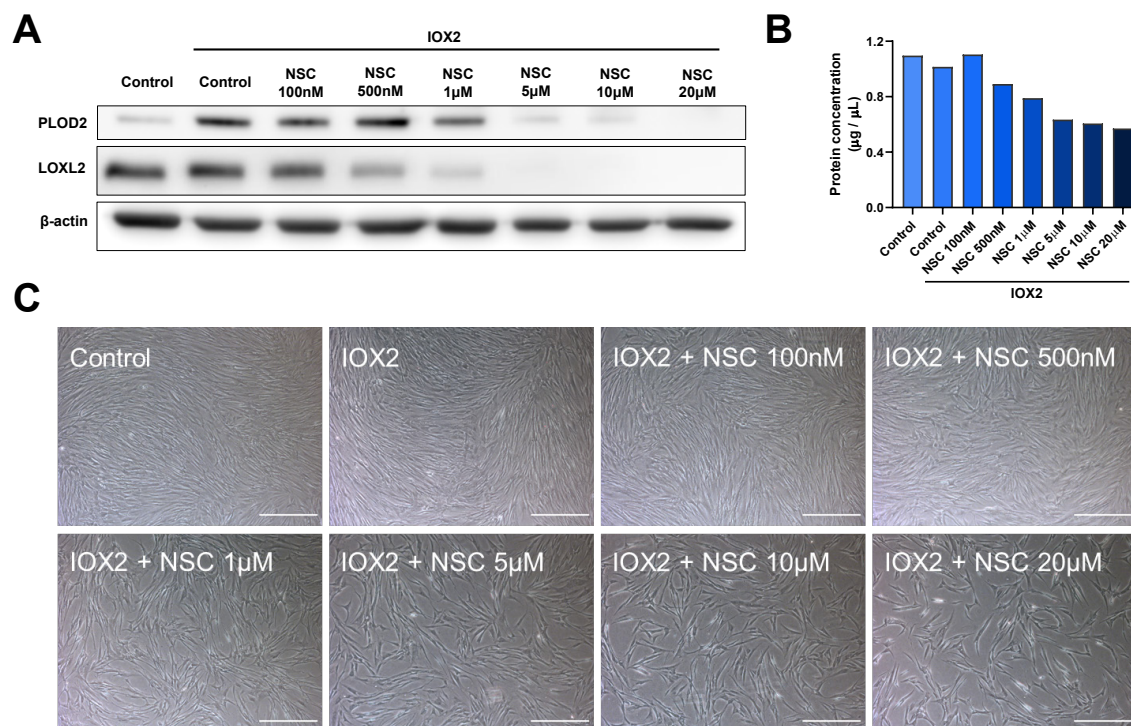 A
IOX2
Control
Control
NSC
100nM
NSC
500nM
NSC
1µM
NSC
5µM
NSC
10µM
NSC
20µM
PLOD2
LOXL2
β-actin
B
Protein concentration
(µg / µL)
1.2
0.8
0.4
0.0
Control
Control
NSC 100nM
NSC 500nM
NSC 1µM
NSC 5µM
NSC 10µM
NSC 20µM
IOX2
C
Control
IOX2
IOX2 + NSC 100nM
IOX2 + NSC 500nM
IOX2 + NSC 1µM
IOX2 + NSC 5µM
IOX2 + NSC 10µM
IOX2 + NSC 20µM